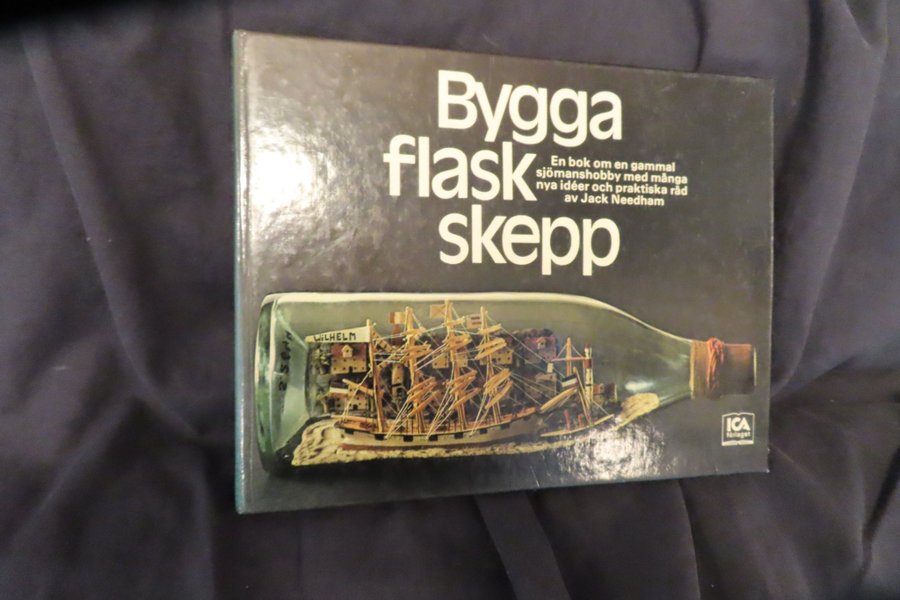 Bygga
flask
skepp
En bok om en gammal
sjömanshobby med många
nya idéer och praktiska råd
av Jack Needham
WILHELM
ICA
förlaget